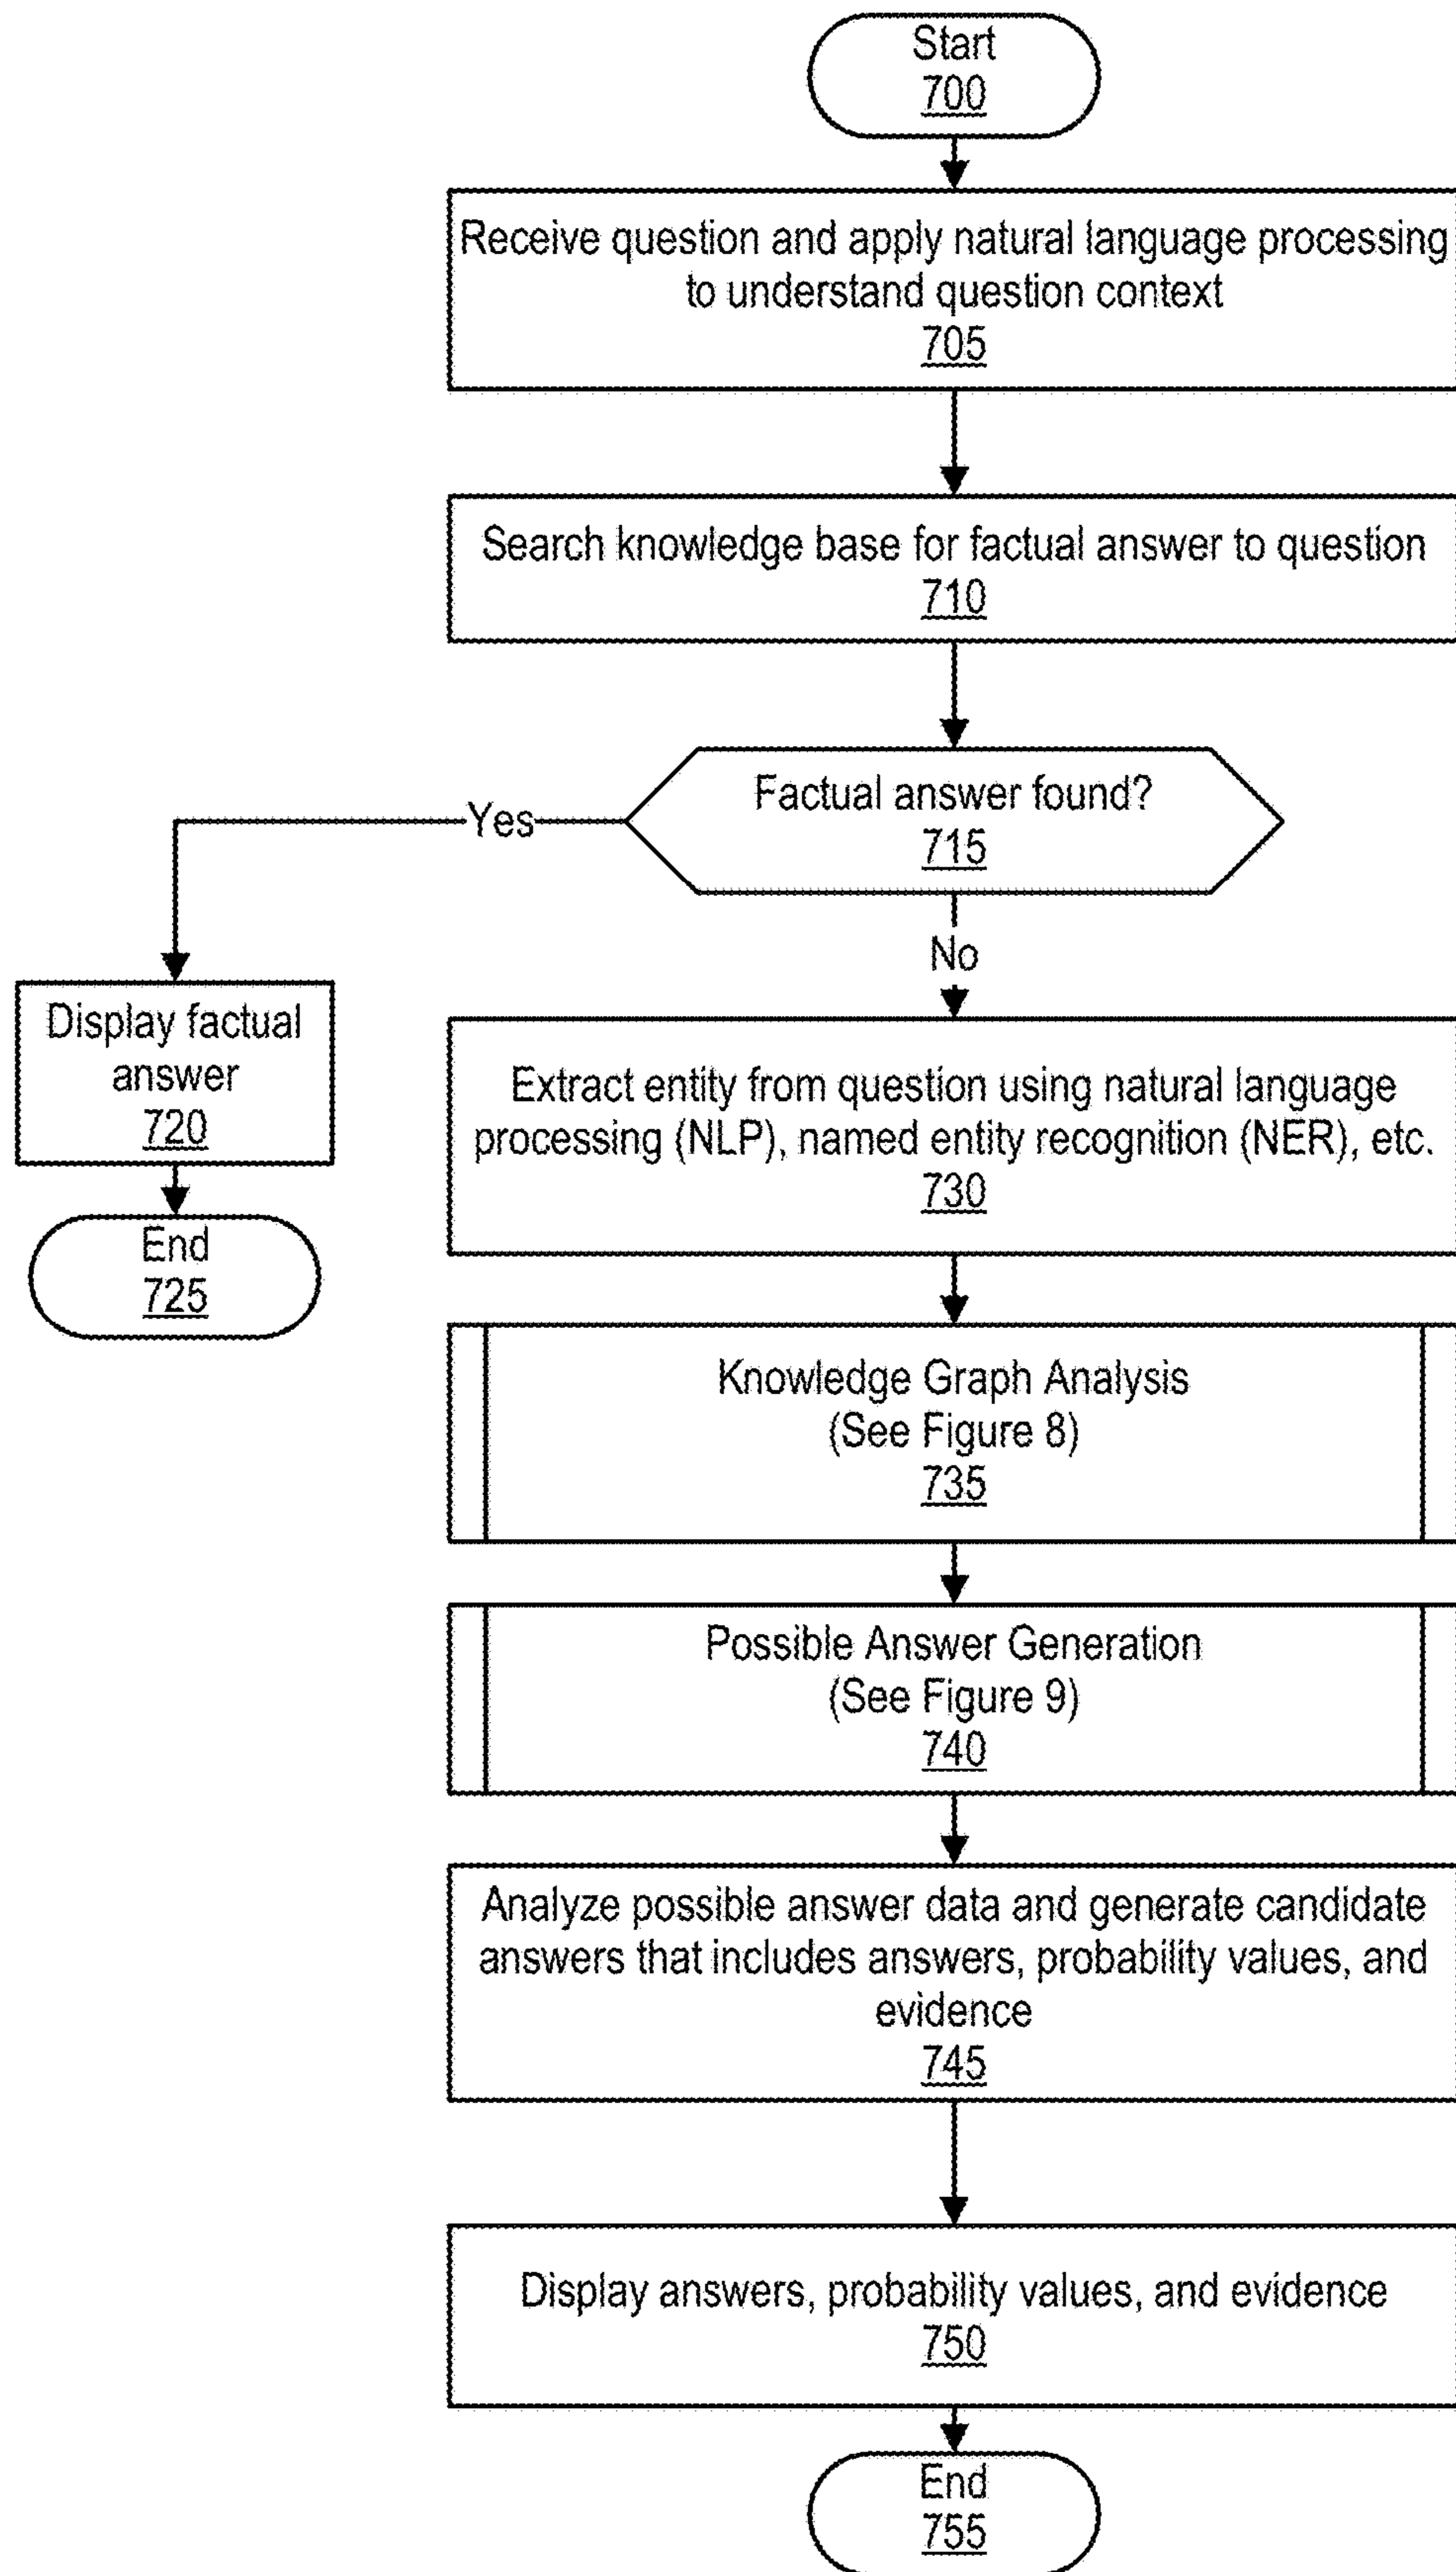 Start
700
Receive question and apply natural language processing
to understand question context
705
Search knowledge base for factual answer to question
710
Factual answer found?
715
Yes
No
Display factual
answer
720
End
725
Extract entity from question using natural language
processing (NLP), named entity recognition (NER), etc.
730
Knowledge Graph Analysis
(See Figure 8)
735
Possible Answer Generation
(See Figure 9)
740
Analyze possible answer data and generate candidate
answers that includes answers, probability values, and
evidence
745
Display answers, probability values, and evidence
750
End
755